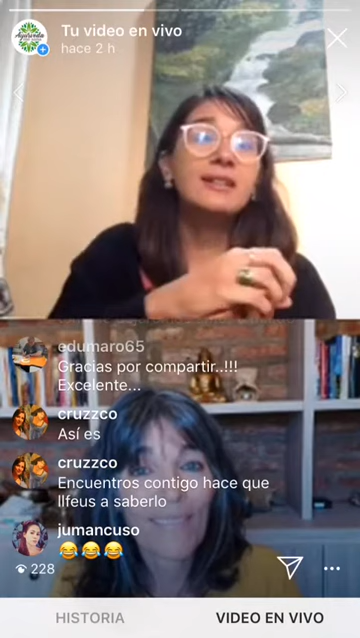 Tu video en vivo
hace 2 h
Ayurveda
edumaro65
Gracias por compartir..!!!
Excelente...
cruzzco
Así es
cruzzco
Encuentros contigo hace que
llfeus a saberlo
jumancuso
😂😂😂
228
HISTORIA
VIDEO EN VIVO